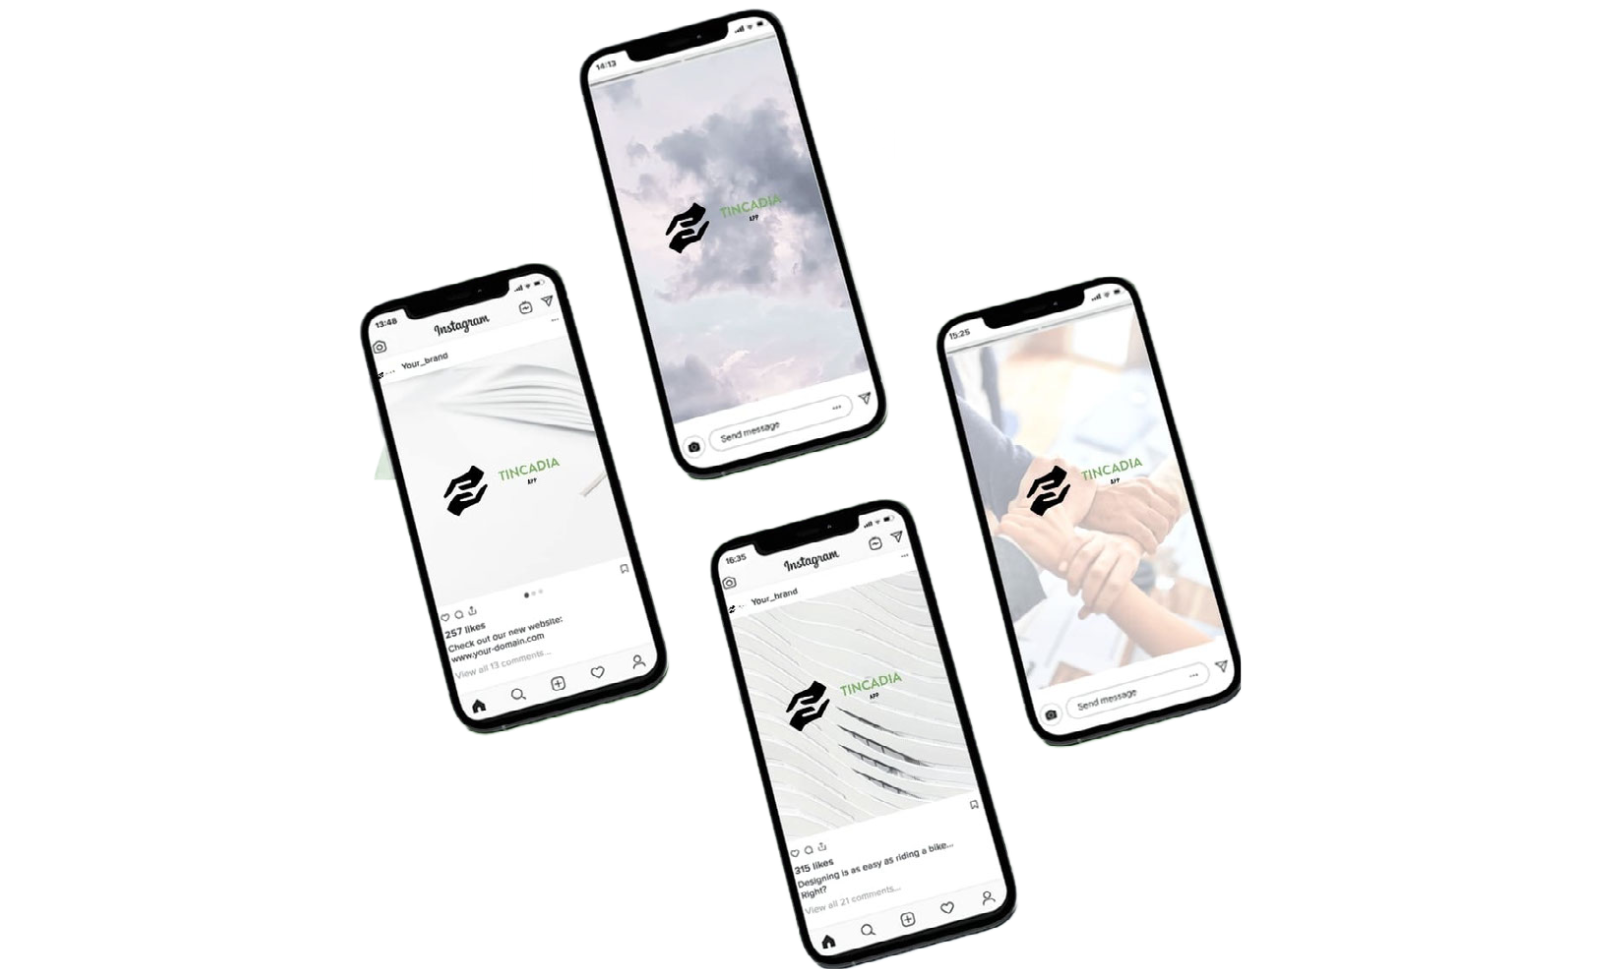 14:13
TINCADIA
APP
Send message
13:48
Instagram
Your_brand
TINCADIA
APP
257 likes
Check out our new website:
www.your-domain.com
View all 13 comments...
15:25
TINCADIA
APP
Send message
16:35
Instagram
Your_brand
TINCADIA
APP
315 likes
Designing is as easy as riding a bike...
Right?
View all 21 comments...